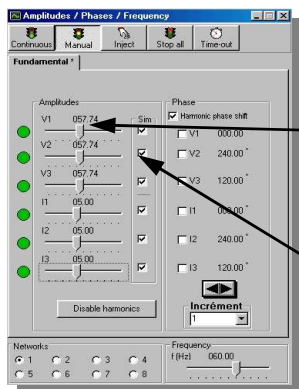 Amplitudes / Phases / Frequency
Continuous Manual Inject Stop all Time-out
Fundamental *
Amplitudes
Sim
V1 057.74
V2 057.74
V3 057.74
I1 05.00
I2 05.00
I3 05.00
Disable harmonics
Phase
Harmonic phase shift
V1 000.00 °
V2 240.00 °
V3 120.00 °
I1 000.00 °
I2 240.00 °
I3 120.00 °
Incrément
1
Networks
1 2 3 4
5 6 7 8
Frequency
f (Hz) 060.00